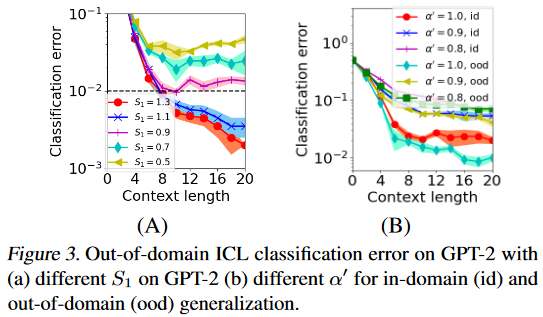 10⁻¹
10⁻²
10⁻³
Classification error
S₁ = 1.3
S₁ = 1.1
S₁ = 0.9
S₁ = 0.7
S₁ = 0.5
0 4 8 12 16 20
Context length
(A)
10⁰
10⁻¹
10⁻²
Classification error
α′ = 1.0, id
α′ = 0.9, id
α′ = 0.8, id
α′ = 1.0, ood
α′ = 0.9, ood
α′ = 0.8, ood
0 4 8 12 16 20
Context length
(B)
Figure 3. Out-of-domain ICL classification error on GPT-2 with
(a) different S₁ on GPT-2 (b) different α′ for in-domain (id) and
out-of-domain (ood) generalization.